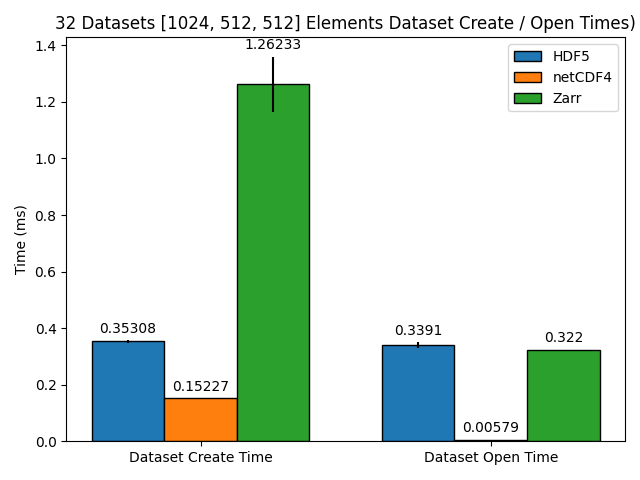 32 Datasets [1024, 512, 512] Elements Dataset Create / Open Times)
1.26233
1.4
1.2
1.0
0.8
0.6
0.4
0.2
0.0
Time (ms)
HDF5
netCDF4
Zarr
0.35308
0.15227
0.3391
0.00579
0.322
Dataset Create Time
Dataset Open Time